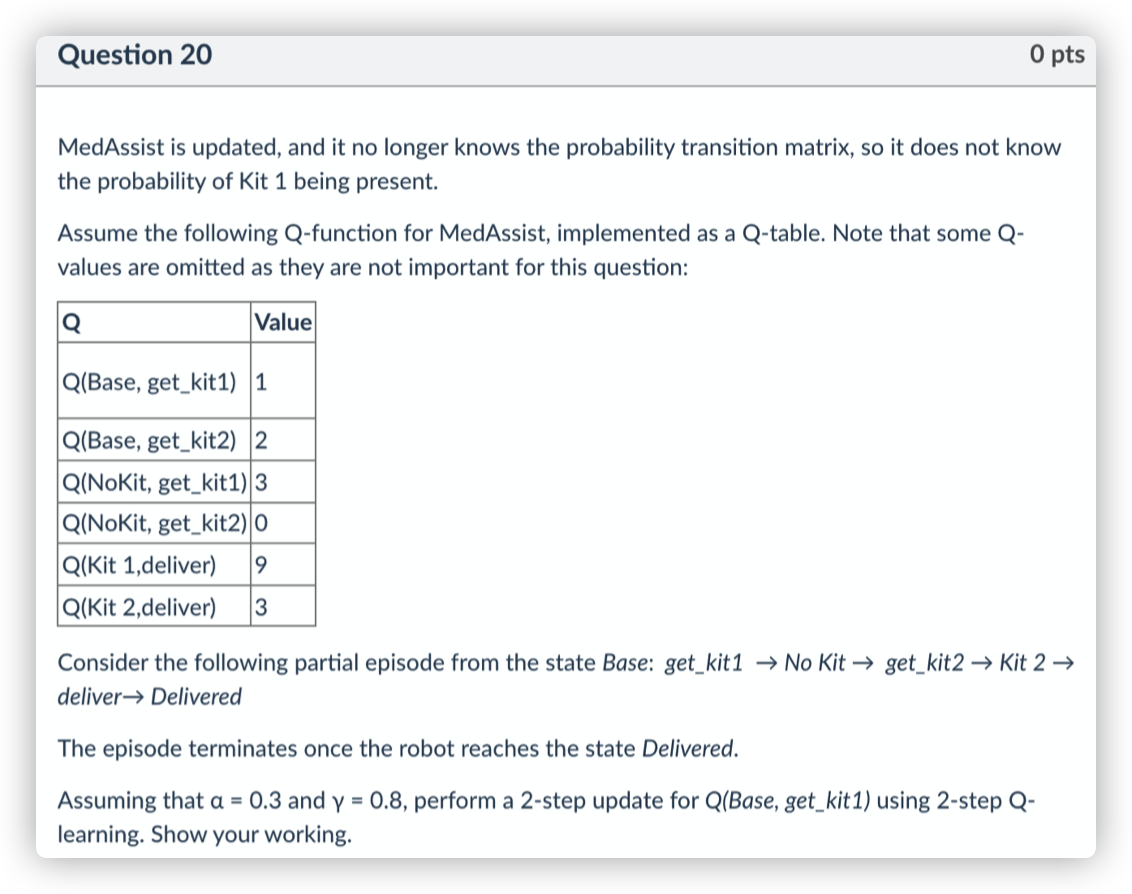 Question 20
0 pts
MedAssist is updated, and it no longer knows the probability transition matrix, so it does not know
the probability of Kit 1 being present.
Assume the following Q-function for MedAssist, implemented as a Q-table. Note that some Q-
values are omitted as they are not important for this question:
Q Value
Q(Base, get_kit1) 1
Q(Base, get_kit2) 2
Q(NoKit, get_kit1) 3
Q(NoKit, get_kit2) 0
Q(Kit 1,deliver) 9
Q(Kit 2,deliver) 3
Consider the following partial episode from the state Base: get_kit1 → No Kit → get_kit2 → Kit 2 →
deliver→ Delivered
The episode terminates once the robot reaches the state Delivered.
Assuming that α = 0.3 and γ = 0.8, perform a 2-step update for Q(Base, get_kit1) using 2-step Q-
learning. Show your working.